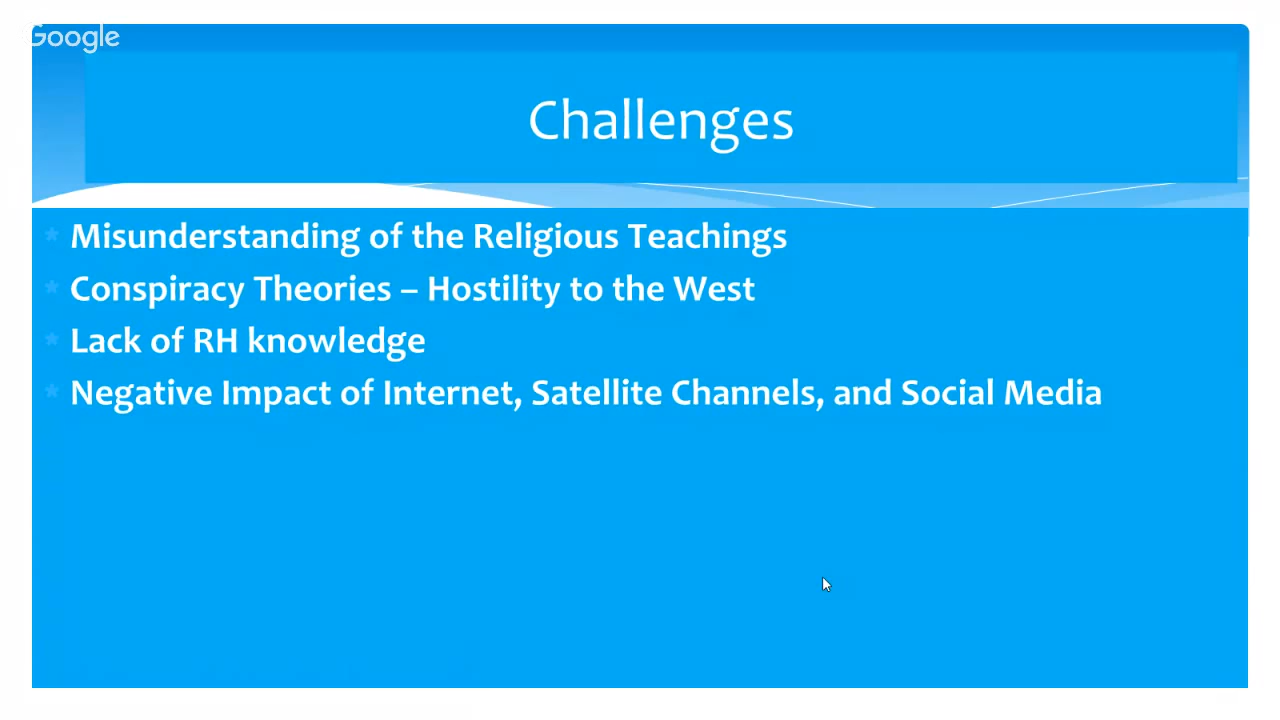 Google
Challenges
* Misunderstanding of the Religious Teachings
* Conspiracy Theories – Hostility to the West
* Lack of RH knowledge
* Negative Impact of Internet, Satellite Channels, and Social Media